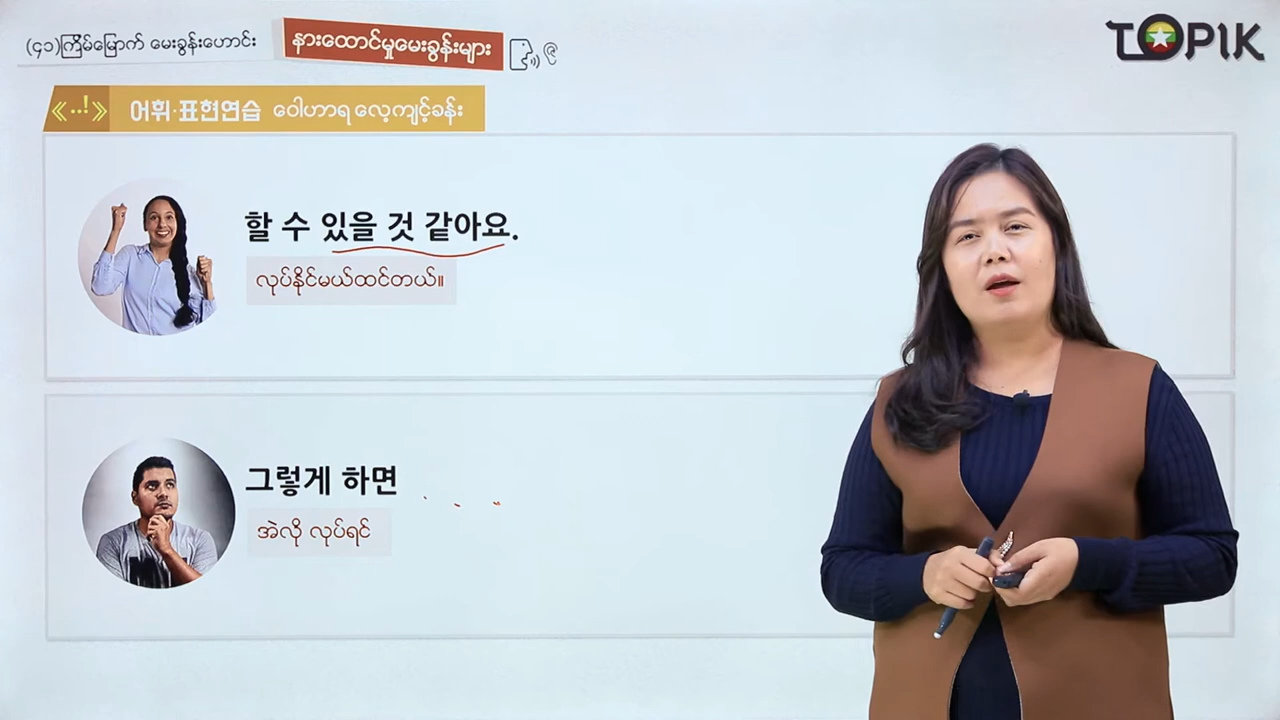 (၄၁)ကြိမ်မြောက် မေးခွန်းဟောင်း
နားထောင်မှုမေးခွန်းများ
၉
TOPIK
어휘·표현연습 ဝေါဟာရ လေ့ကျင့်ခန်း
할 수 있을 것 같아요.
လုပ်နိုင်မယ်ထင်တယ်။
그렇게 하면
အဲလို လုပ်ရင်